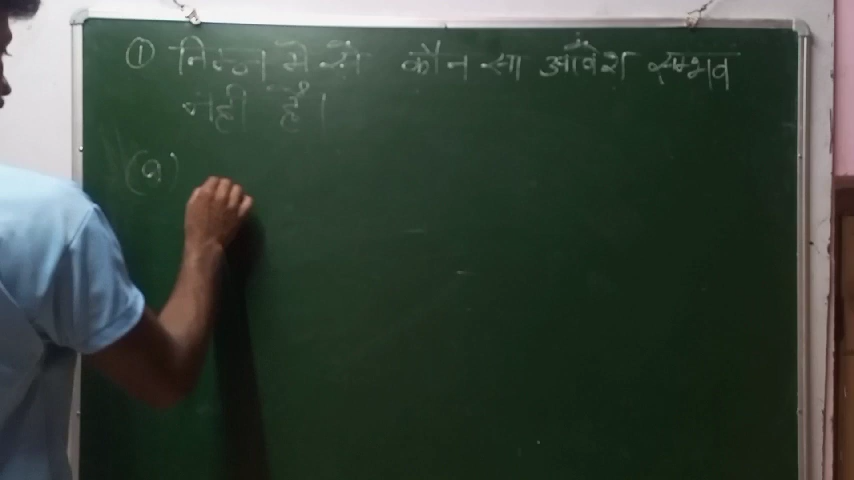 ① निम्न में से कौन सा आवेश सम्भव
नही है।
(a)